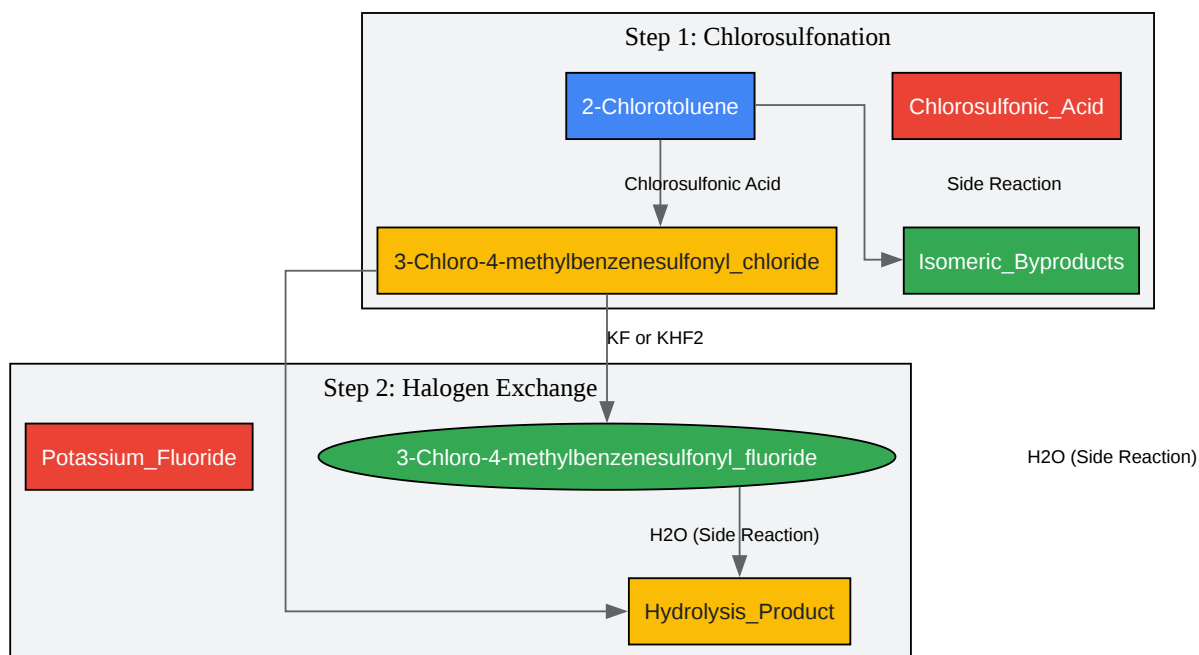 Step 1: Chlorosulfonation
2-Chlorotoluene
Chlorosulfonic_Acid
Chlorosulfonic Acid
Side Reaction
3-Chloro-4-methylbenzenesulfonyl_chloride
Isomeric_Byproducts
KF or KHF2
Step 2: Halogen Exchange
Potassium_Fluoride
3-Chloro-4-methylbenzenesulfonyl_fluoride
H2O (Side Reaction)
H2O (Side Reaction)
Hydrolysis_Product